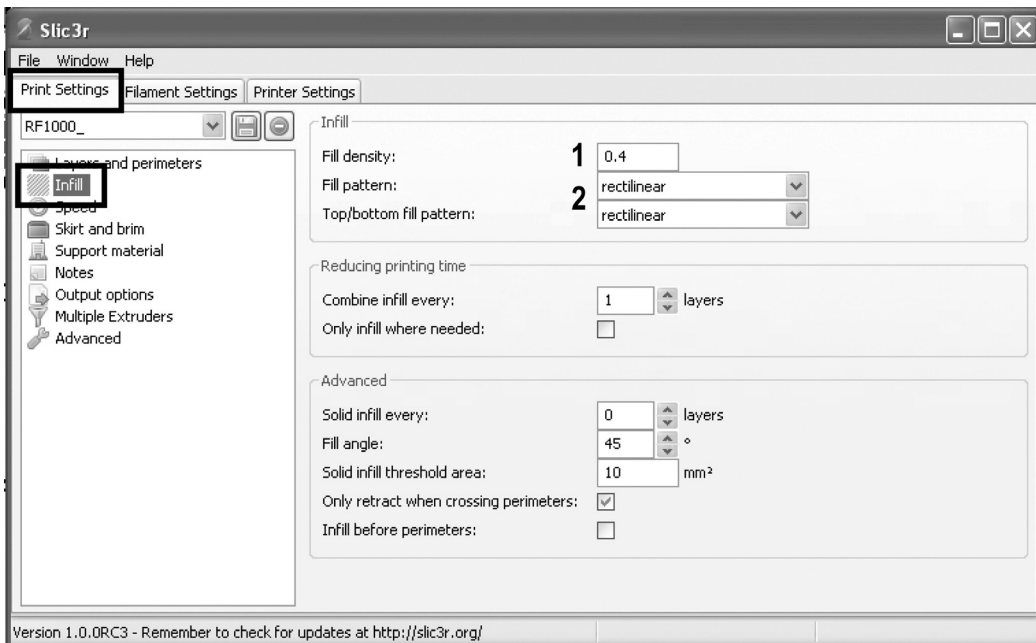 Slic3r
File Window Help
Print Settings Filament Settings Printer Settings
RF1000_
Layers and perimeters
Infill
Speed
Skirt and brim
Support material
Notes
Output options
Multiple Extruders
Advanced
Infill
Fill density: 1 0.4
Fill pattern: rectilinear
2
Top/bottom fill pattern: rectilinear
Reducing printing time
Combine infill every: 1 layers
Only infill where needed:
Advanced
Solid infill every: 0 layers
Fill angle: 45 °
Solid infill threshold area: 10 mm²
Only retract when crossing perimeters:
Infill before perimeters:
Version 1.0.0RC3 - Remember to check for updates at http://slic3r.org/